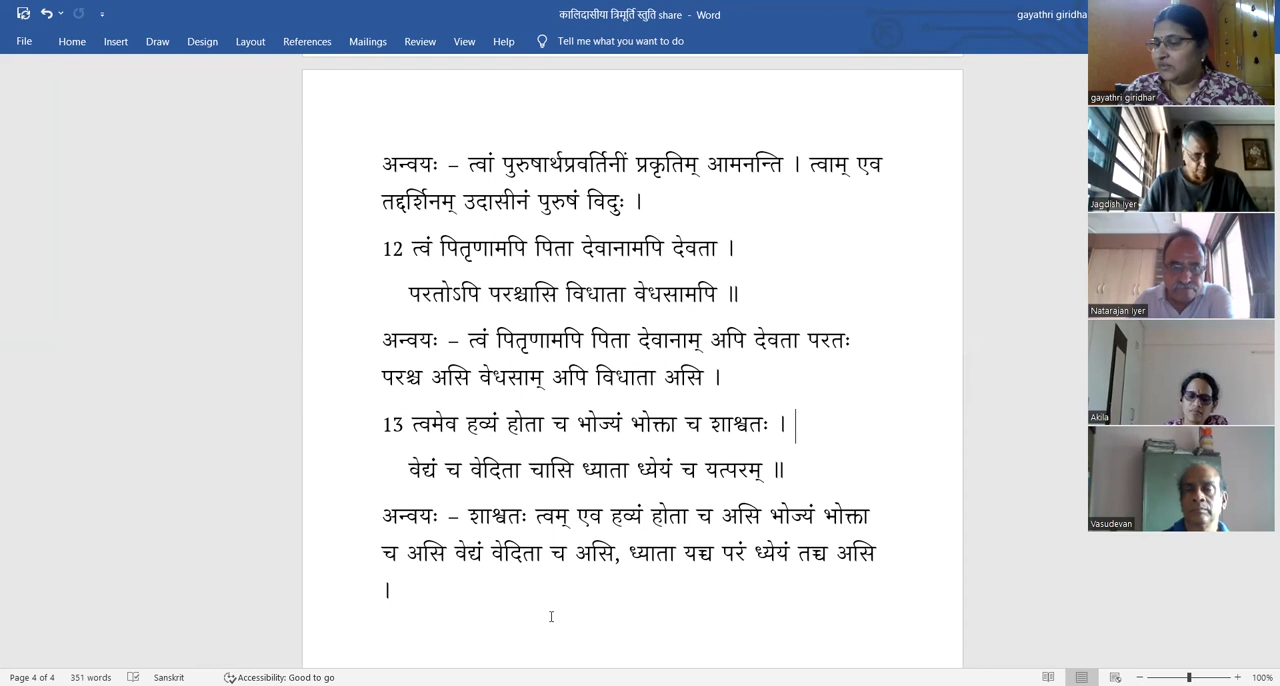 कालिदासीया त्रिमूर्ति स्तुति share - Word
gayathri giridha
File Home Insert Draw Design Layout References Mailings Review View Help Tell me what you want to do
अन्वयः – त्वां पुरुषार्थप्रवर्तिनीं प्रकृतिम् आमनन्ति । त्वाम् एव
तद्दर्शिनम् उदासीनं पुरुषं विदुः ।
12 त्वं पितृणामपि पिता देवानामपि देवता ।
परतोऽपि परश्चासि विधाता वेधसामपि ॥
अन्वयः – त्वं पितृणामपि पिता देवानाम् अपि देवता परतः
परश्च असि वेधसाम् अपि विधाता असि ।
13 त्वमेव हव्यं होता च भोज्यं भोक्ता च शाश्वतः ।
वेद्यं च वेदिता चासि ध्याता ध्येयं च यत्परम् ॥
अन्वयः – शाश्वतः त्वम् एव हव्यं होता च असि भोज्यं भोक्ता
च असि वेद्यं वेदिता च असि, ध्याता यच्च परं ध्येयं तच्च असि
।
gayathri giridhar
Jagdish Iyer
Natarajan Iyer
Akila
Vasudevan
Page 4 of 4 351 words Sanskrit Accessibility: Good to go 100%